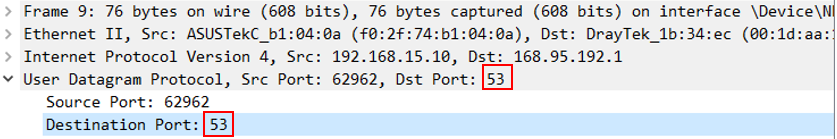 Frame 9: 76 bytes on wire (608 bits), 76 bytes captured (608 bits) on interface \Device\
Ethernet II, Src: ASUSTekC_b1:04:0a (f0:2f:74:b1:04:0a), Dst: DrayTek_1b:34:ec (00:1d:aa:
Internet Protocol Version 4, Src: 192.168.15.10, Dst: 168.95.192.1
User Datagram Protocol, Src Port: 62962, Dst Port: 53
Source Port: 62962
Destination Port: 53